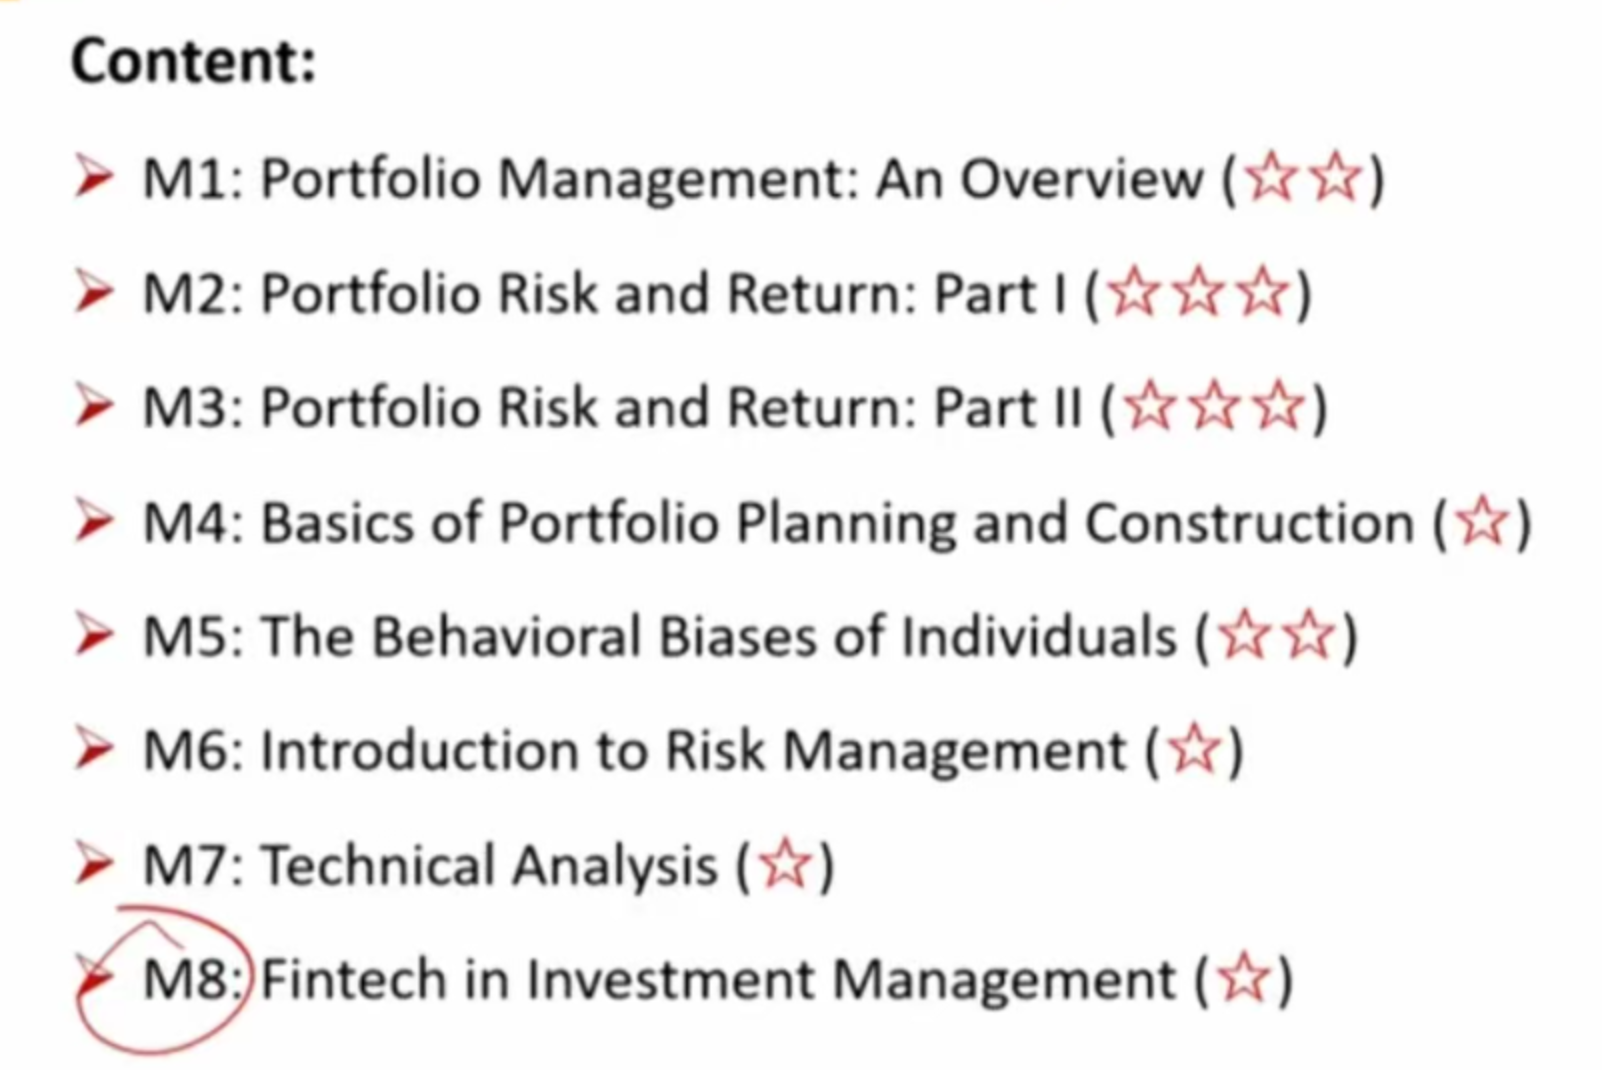 Content:
➢ M1: Portfolio Management: An Overview (☆☆)
➢ M2: Portfolio Risk and Return: Part I (☆☆☆)
➢ M3: Portfolio Risk and Return: Part II (☆☆☆)
➢ M4: Basics of Portfolio Planning and Construction (☆)
➢ M5: The Behavioral Biases of Individuals (☆☆)
➢ M6: Introduction to Risk Management (☆)
➢ M7: Technical Analysis (☆)
➢ M8: Fintech in Investment Management (☆)